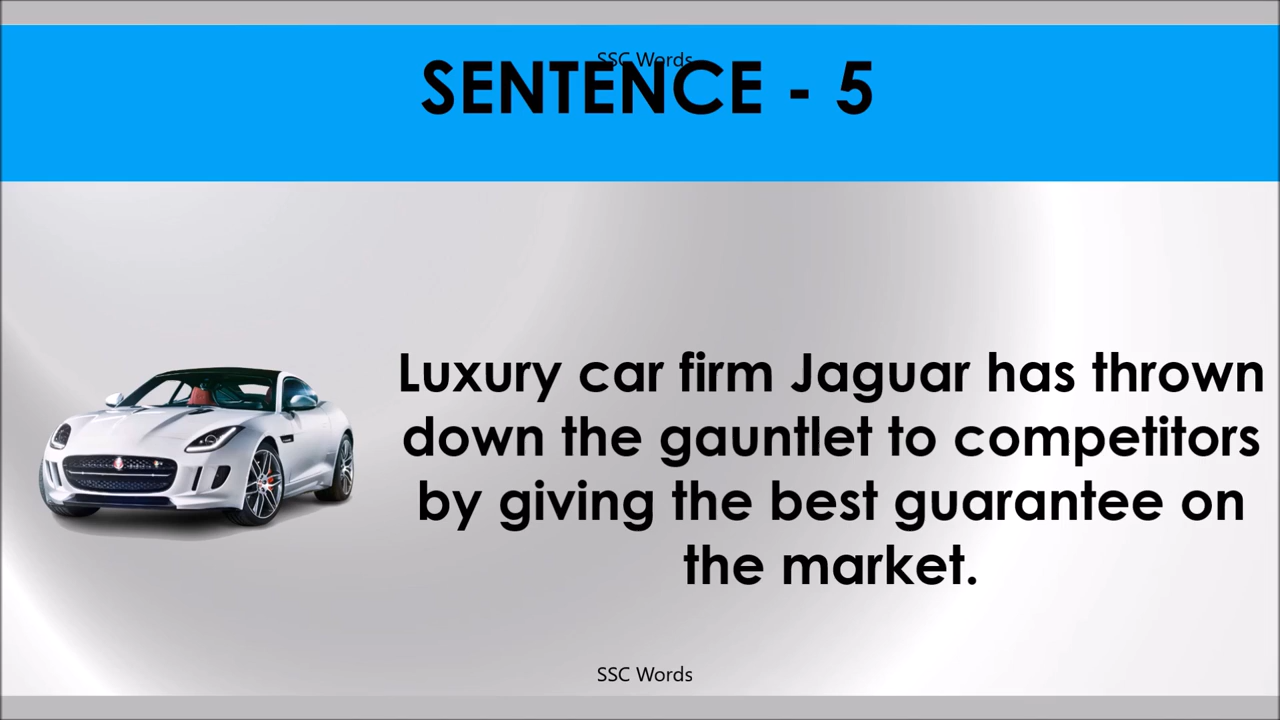 SSC Words
SENTENCE - 5
Luxury car firm Jaguar has thrown
down the gauntlet to competitors
by giving the best guarantee on
the market.
SSC Words